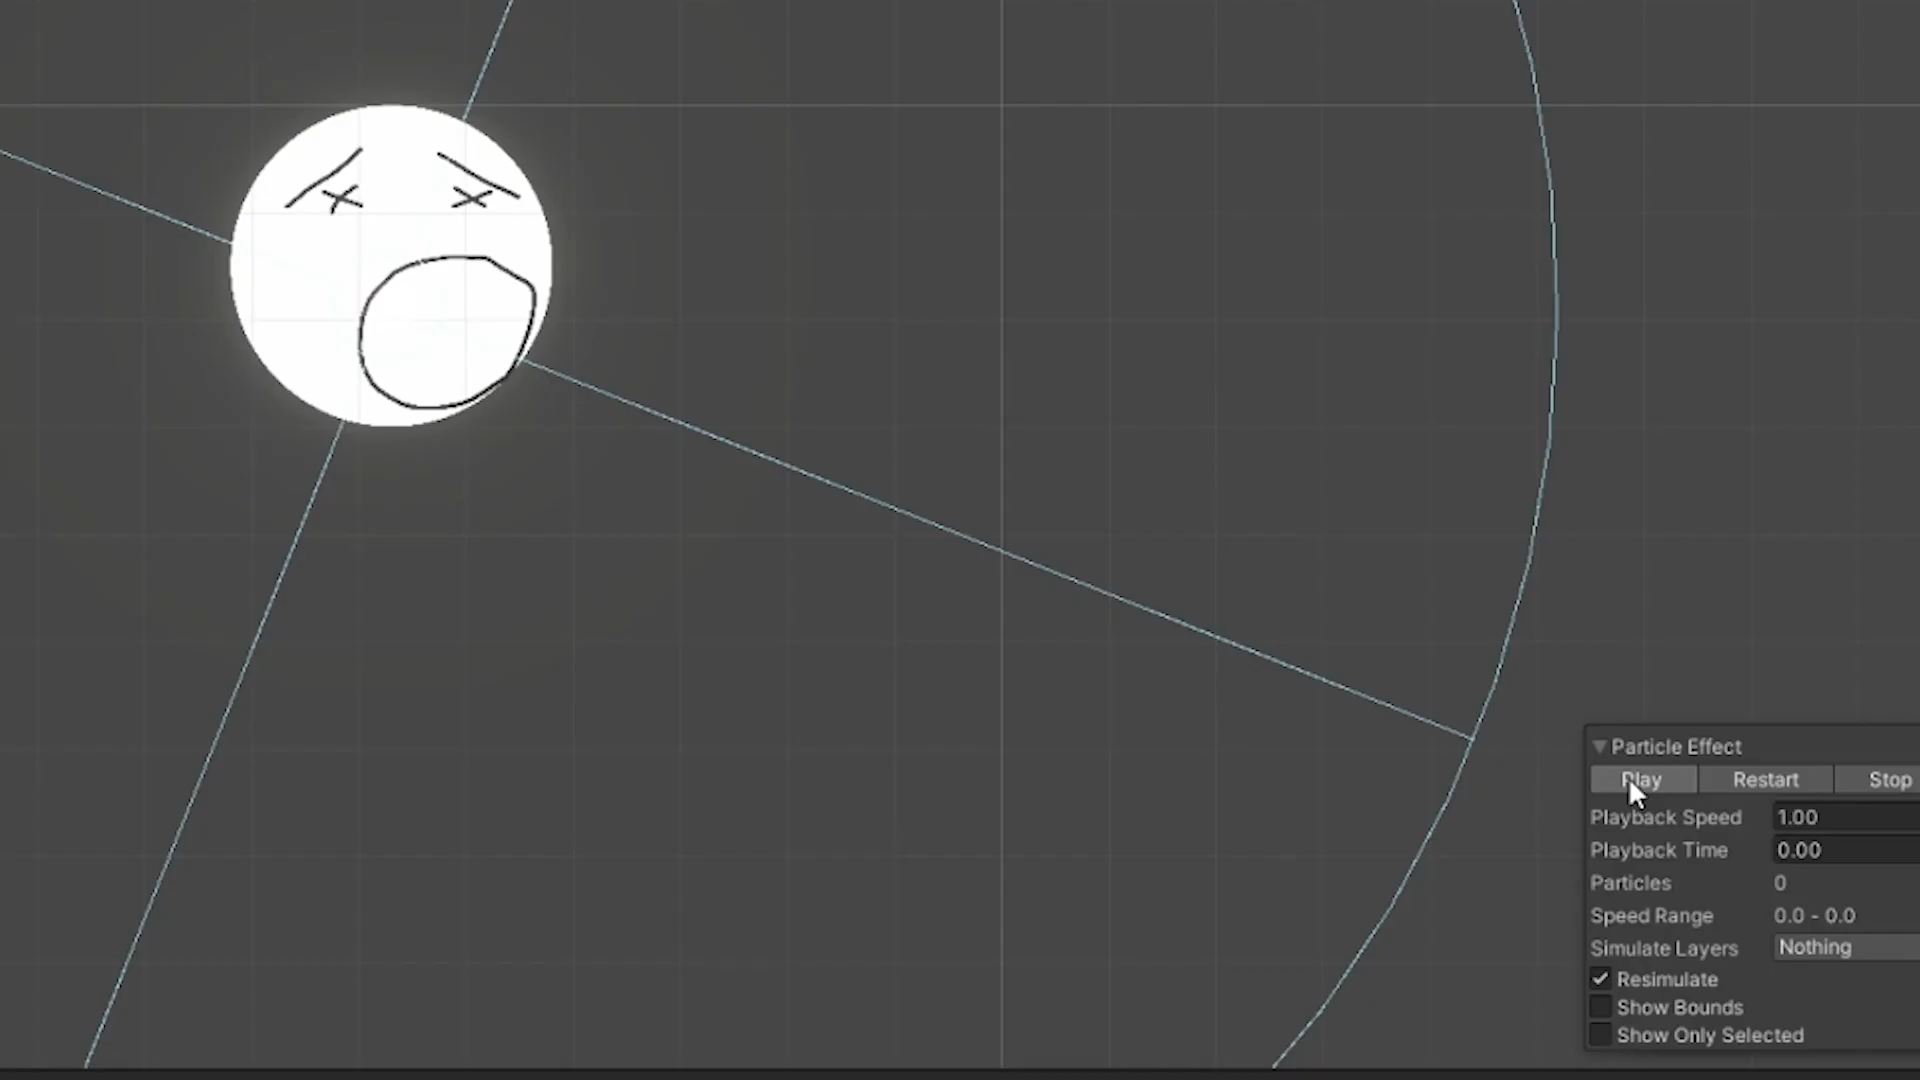 Particle Effect
Play Restart Stop
Playback Speed 1.00
Playback Time 0.00
Particles 0
Speed Range 0.0 - 0.0
Simulate Layers Nothing
Resimulate
Show Bounds
Show Only Selected